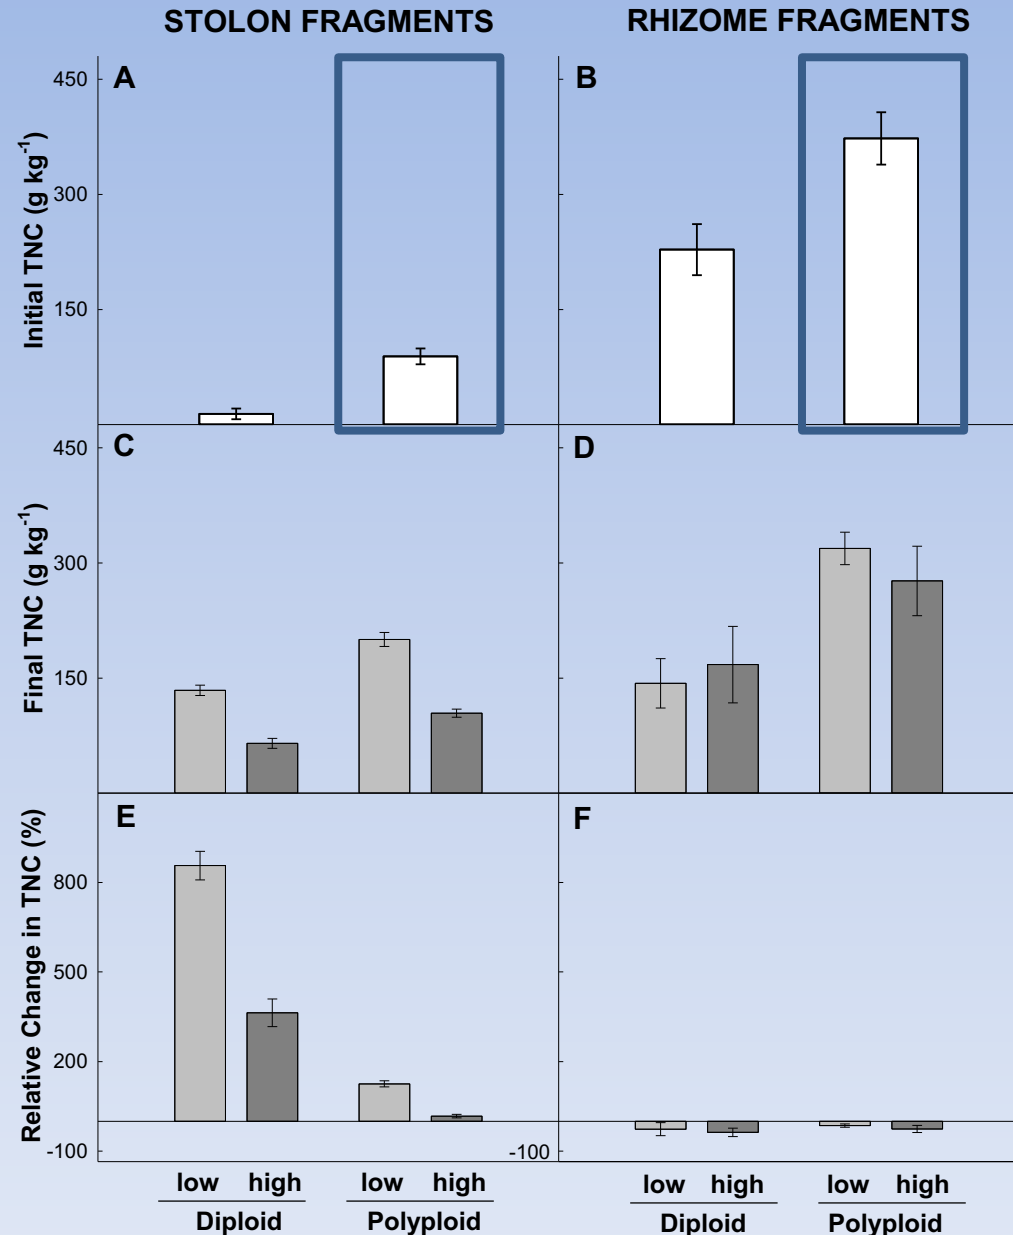 STOLON FRAGMENTS
RHIZOME FRAGMENTS
A
B
450
300
150
Initial TNC (g kg⁻¹)
C
D
450
300
150
Final TNC (g kg⁻¹)
E
F
800
500
200
-100
-100
Relative Change in TNC (%)
low high low high
low high low high
Diploid Polyploid
Diploid Polyploid